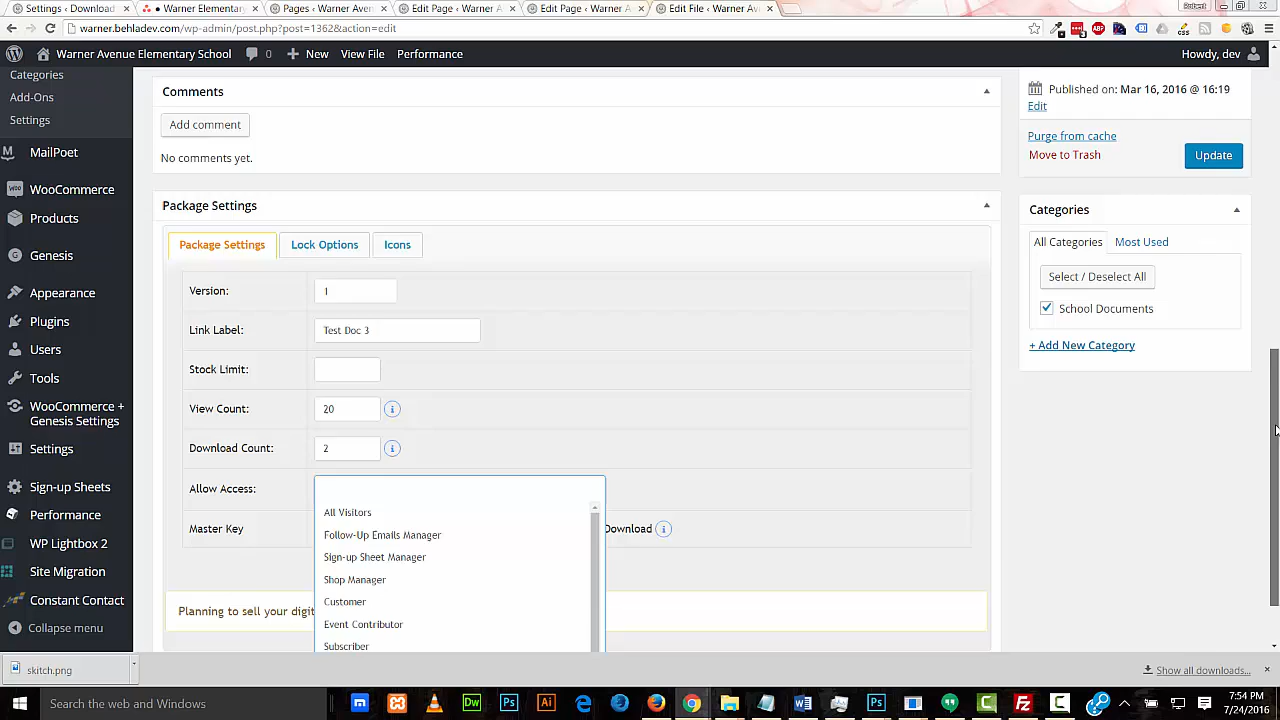 Settings ‹ Download
● Warner Elementary
Pages ‹ Warner Aven
Edit Page ‹ Warner A
Edit Page ‹ Warner A
Edit File ‹ Warner Av
Robert
warner.behladev.com/wp-admin/post.php?post=1362&action=edit
Warner Avenue Elementary School
0
New
View File
Performance
Howdy, dev
Categories
Add-Ons
Settings
MailPoet
WooCommerce
Products
Genesis
Appearance
Plugins
Users
Tools
WooCommerce +
Genesis Settings
Settings
Sign-up Sheets
Performance
WP Lightbox 2
Site Migration
Constant Contact
Collapse menu
Comments
Add comment
No comments yet.
Package Settings
Package Settings
Lock Options
Icons
Version:
1
Link Label:
Test Doc 3
Stock Limit:
View Count:
20
Download Count:
2
Allow Access:
All Visitors
Follow-Up Emails Manager
Sign-up Sheet Manager
Shop Manager
Customer
Event Contributor
Subscriber
Master Key
Download
Planning to sell your digit
Published on: Mar 16, 2016 @ 16:19
Edit
Purge from cache
Move to Trash
Update
Categories
All Categories
Most Used
Select / Deselect All
School Documents
+ Add New Category
skitch.png
Show all downloads...
Search the web and Windows
7:54 PM
7/24/2016